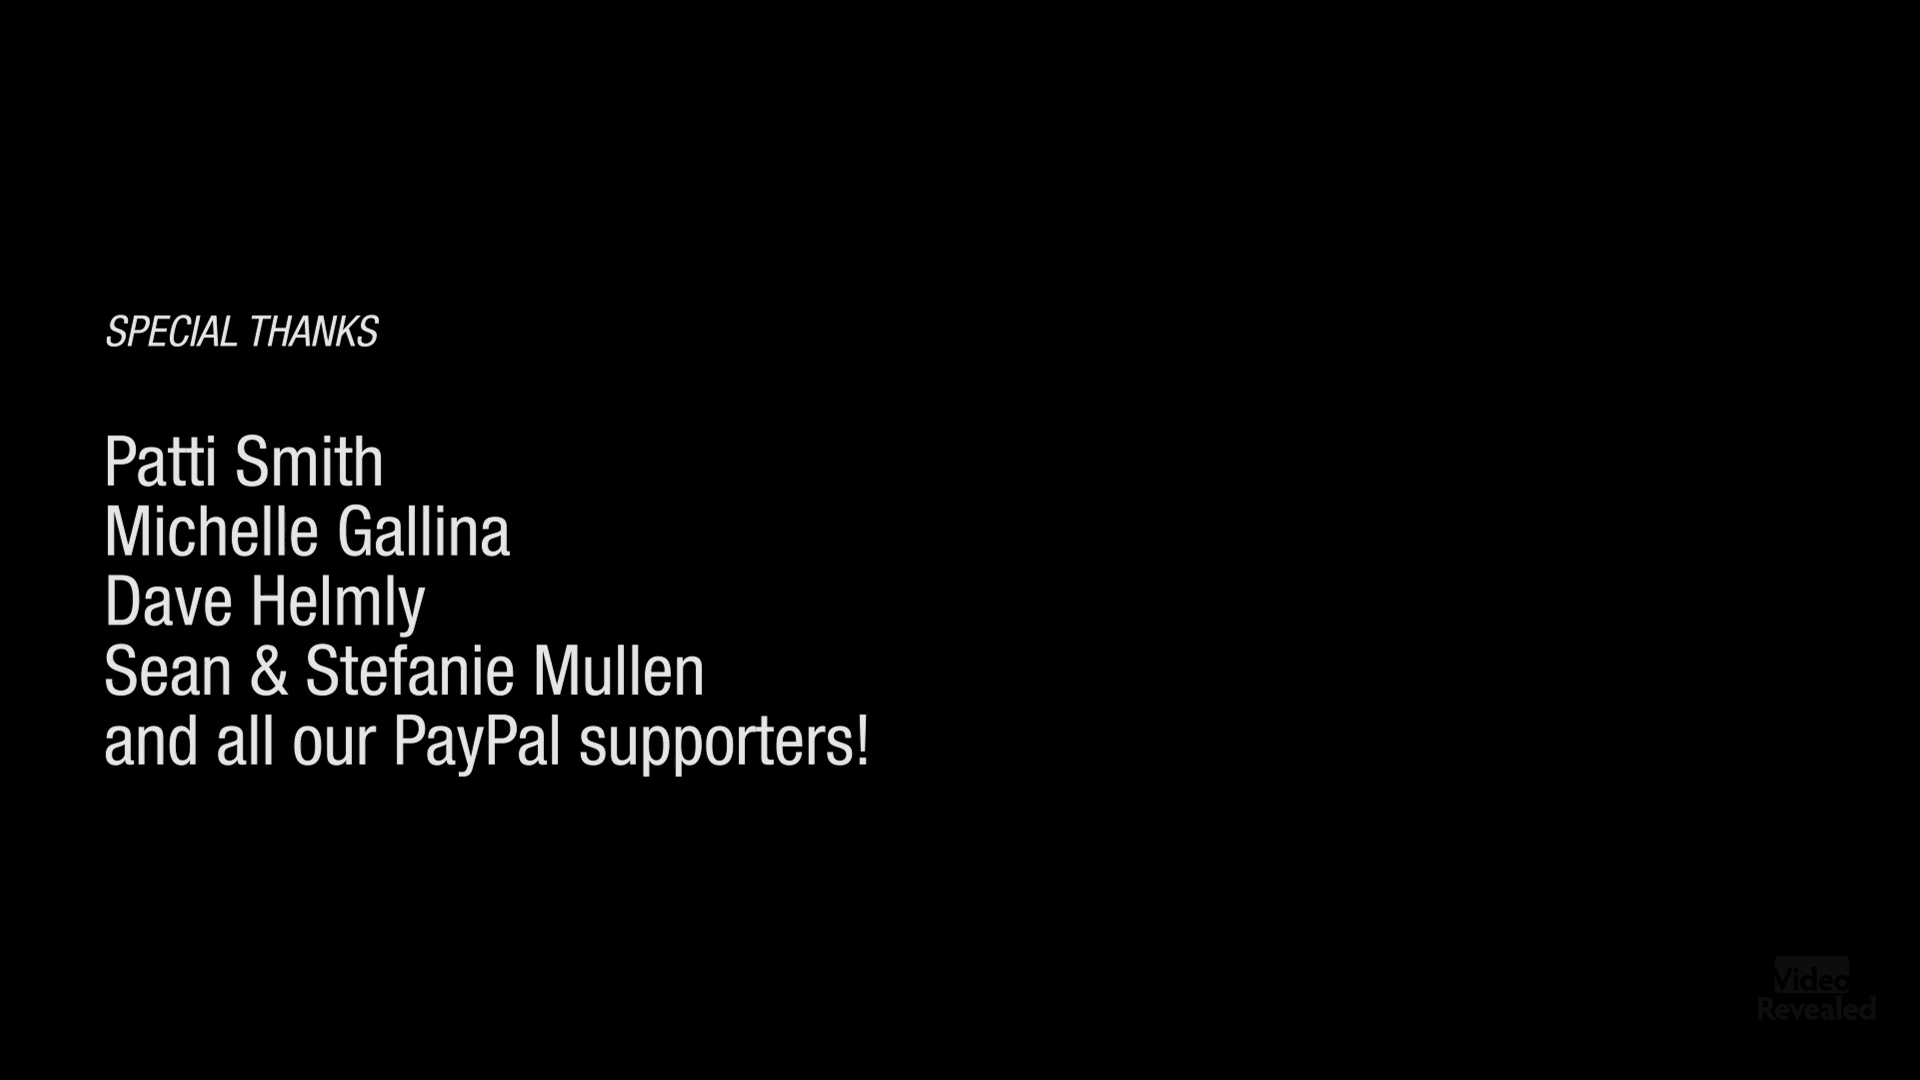 SPECIAL THANKS
Patti Smith
Michelle Gallina
Dave Helmly
Sean & Stefanie Mullen
and all our PayPal supporters!
Video
Revealed